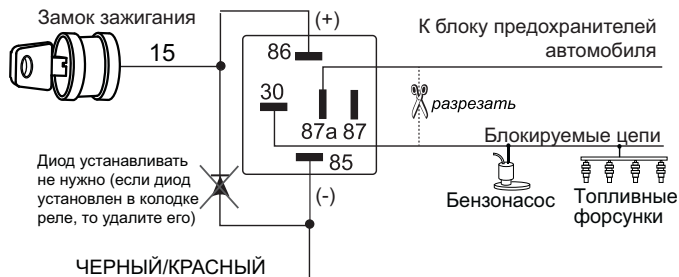 Замок зажигания
15
(+)
86
30
87а 87
85
(-)
К блоку предохранителей
автомобиля
разрезать
Блокируемые цепи
Бензонасос
Топливные
форсунки
Диод устанавливать
не нужно (если диод
установлен в колодке
реле, то удалите его)
ЧЕРНЫЙ/КРАСНЫЙ